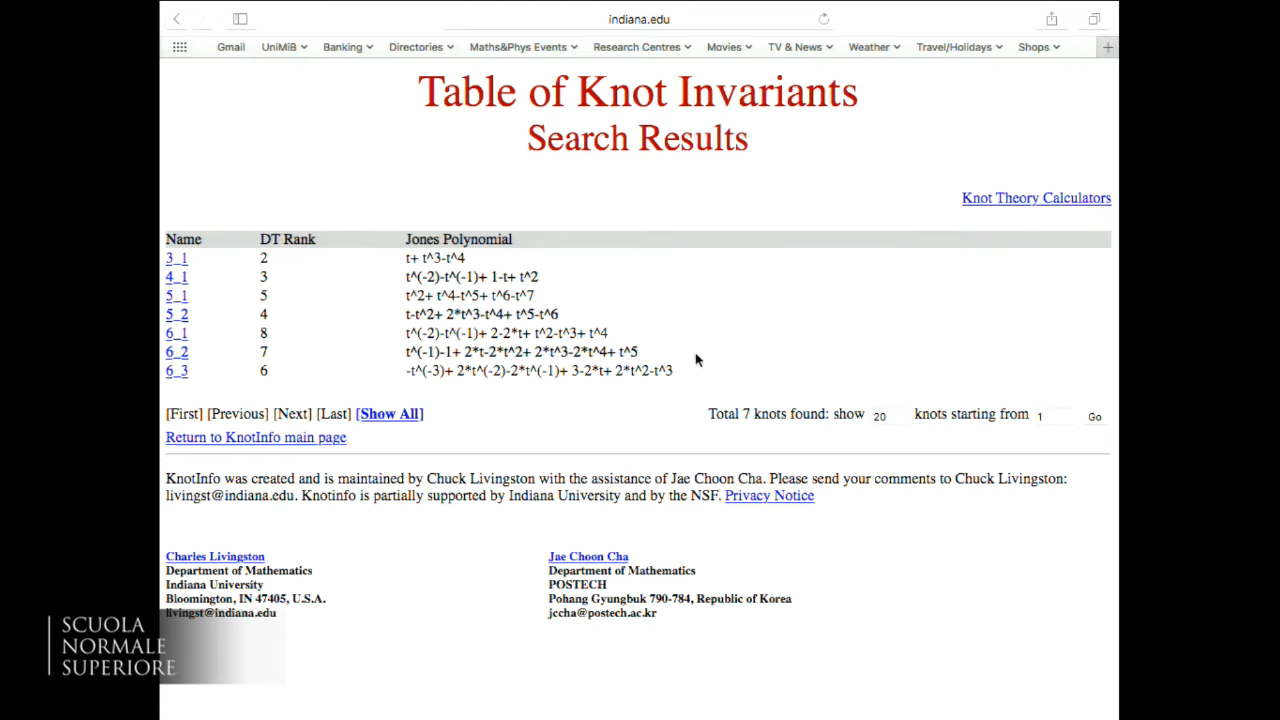 indiana.edu
Gmail UniMiB Banking Directories Maths&Phys Events Research Centres Movies TV & News Weather Travel/Holidays Shops
Table of Knot Invariants
Search Results
Knot Theory Calculators
Name DT Rank Jones Polynomial
3_1 2 t+ t^3-t^4
4_1 3 t^(-2)-t^(-1)+ 1-t+ t^2
5_1 5 t^2+ t^4-t^5+ t^6-t^7
5_2 4 t-t^2+ 2*t^3-t^4+ t^5-t^6
6_1 8 t^(-2)-t^(-1)+ 2-2*t+ t^2-t^3+ t^4
6_2 7 t^(-1)-1+ 2*t-2*t^2+ 2*t^3-2*t^4+ t^5
6_3 6 -t^(-3)+ 2*t^(-2)-2*t^(-1)+ 3-2*t+ 2*t^2-t^3
[First] [Previous] [Next] [Last] [Show All] Total 7 knots found: show 20 knots starting from 1 Go
Return to KnotInfo main page
KnotInfo was created and is maintained by Chuck Livingston with the assistance of Jae Choon Cha. Please send your comments to Chuck Livingston:
livingst@indiana.edu. Knotinfo is partially supported by Indiana University and by the NSF. Privacy Notice
Charles Livingston
Department of Mathematics
Indiana University
Bloomington, IN 47405, U.S.A.
livingst@indiana.edu
Jae Choon Cha
Department of Mathematics
POSTECH
Pohang Gyungbuk 790-784, Republic of Korea
jccha@postech.ac.kr
SCUOLA
NORMALE
SUPERIORE